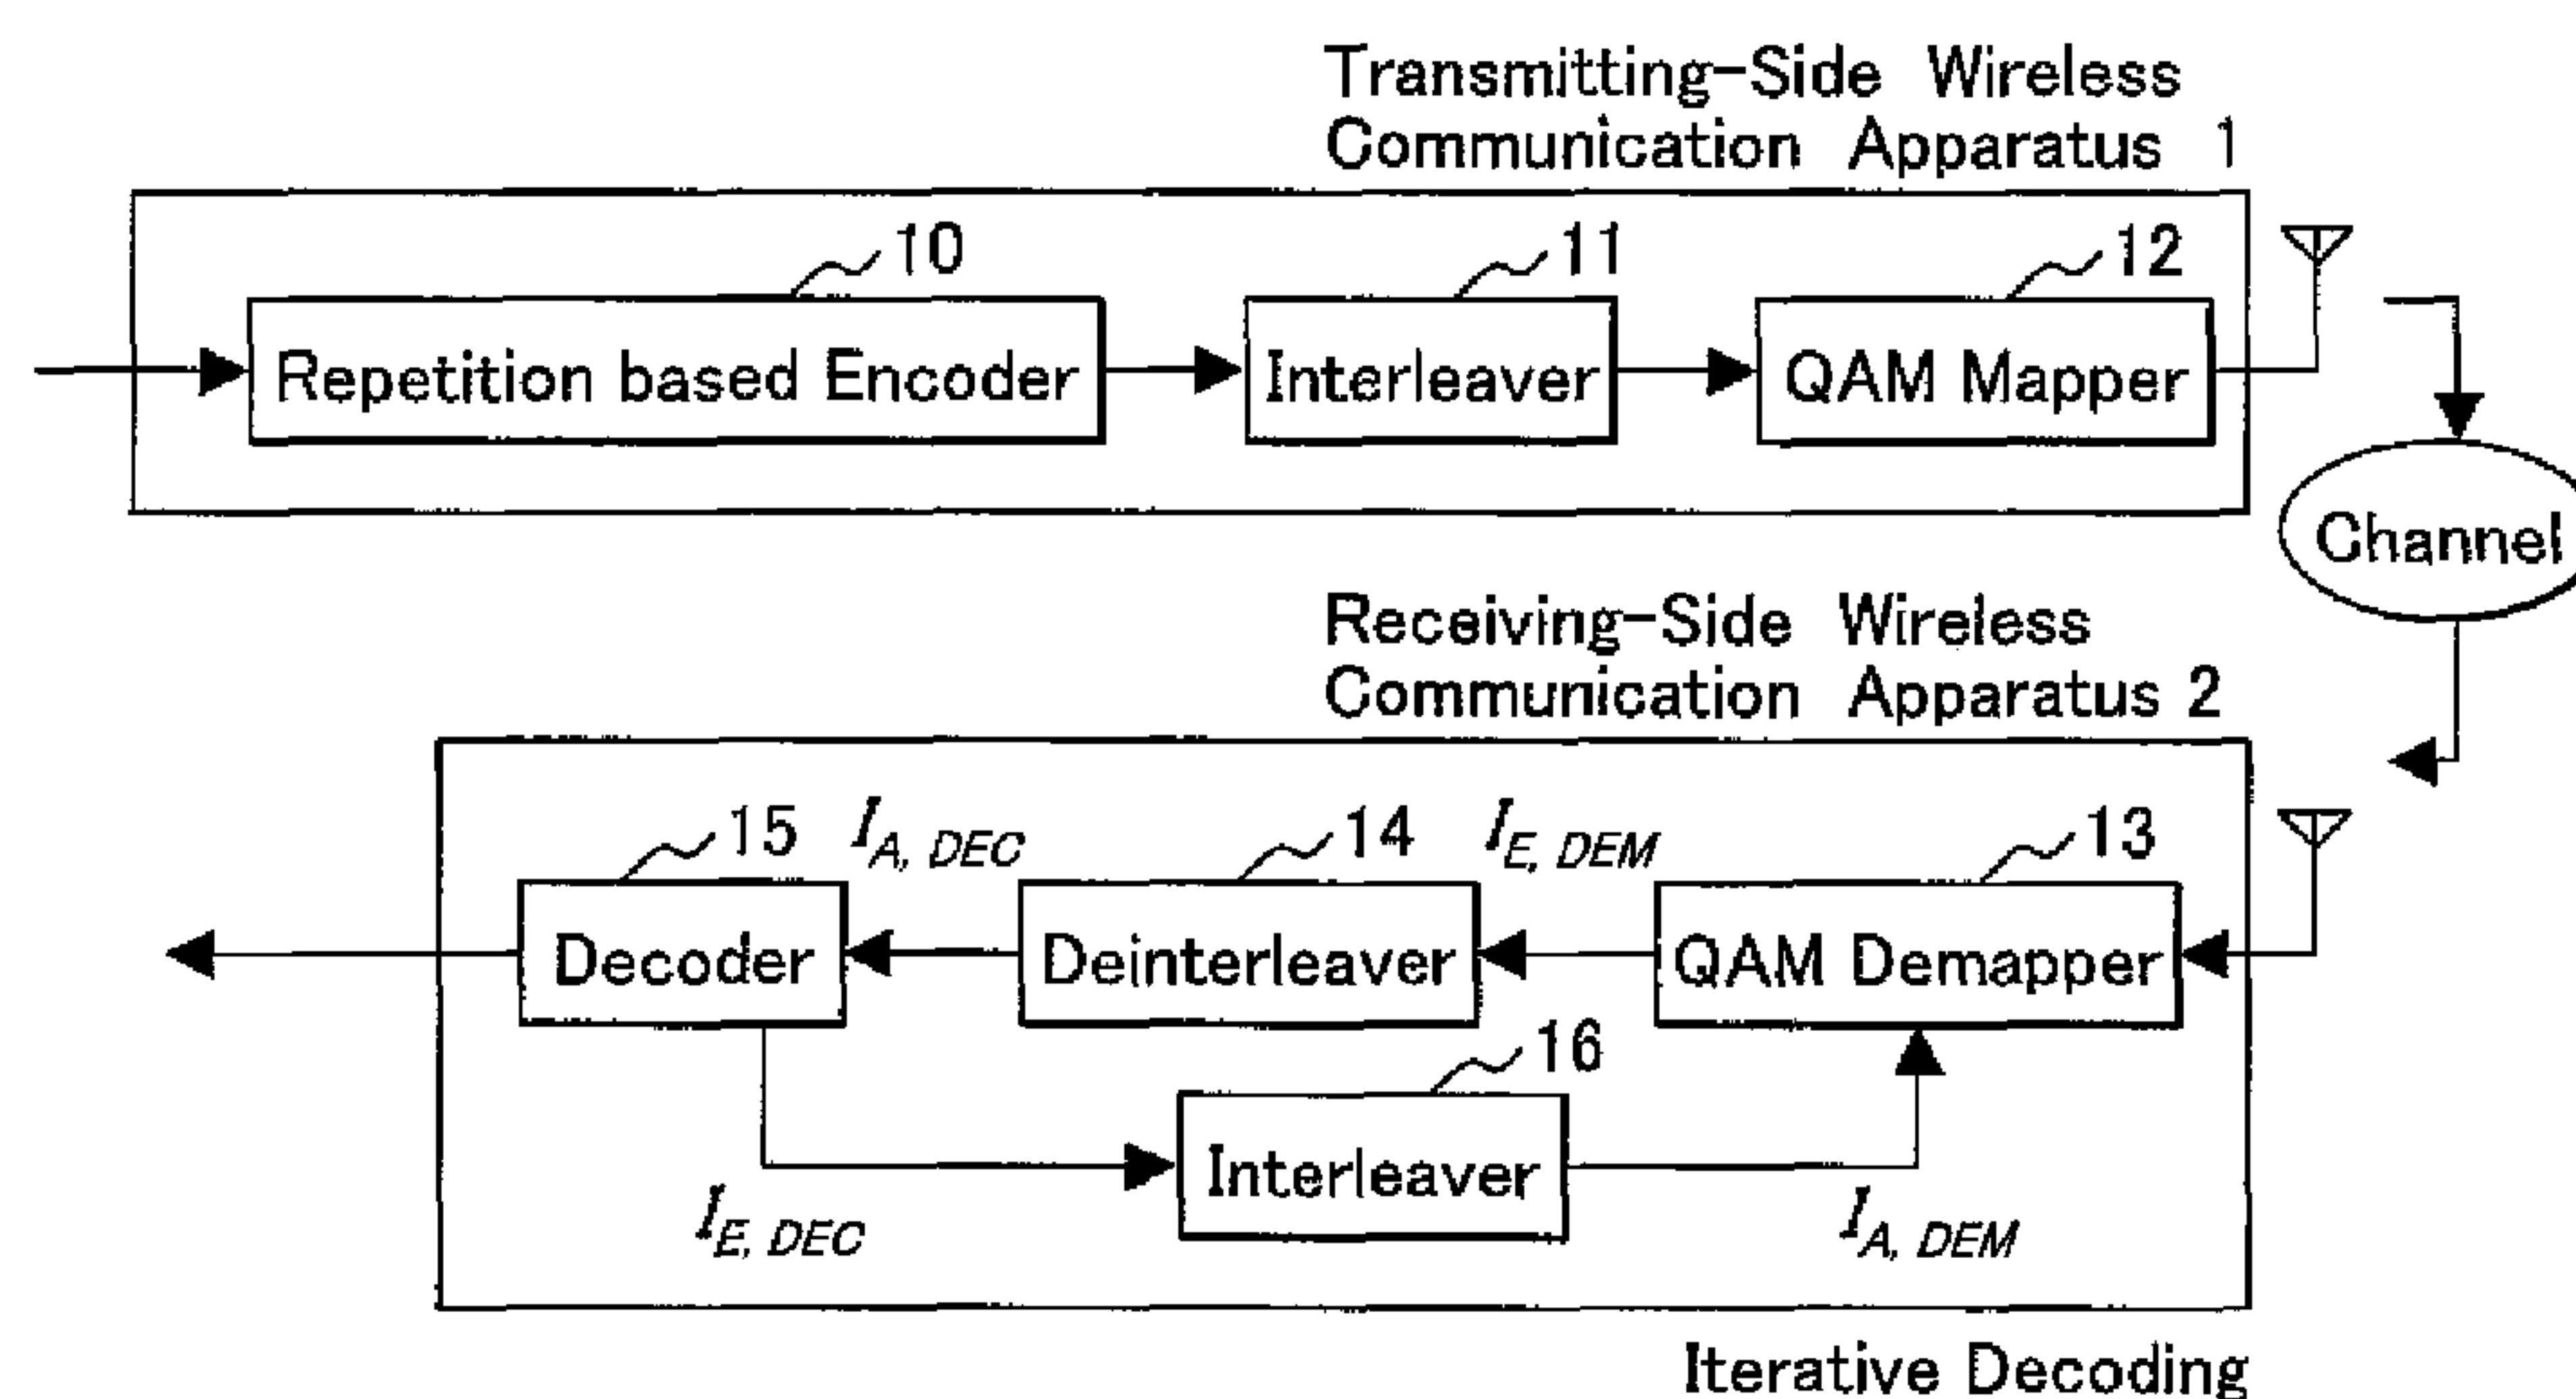 Transmitting-Side Wireless
Communication Apparatus 1
10
11
12
Repetition based Encoder
Interleaver
QAM Mapper
Channel
Receiving-Side Wireless
Communication Apparatus 2
15
I_A, DEC
14
I_E, DEM
13
Decoder
Deinterleaver
QAM Demapper
16
Interleaver
I_E, DEC
I_A, DEM
Iterative Decoding